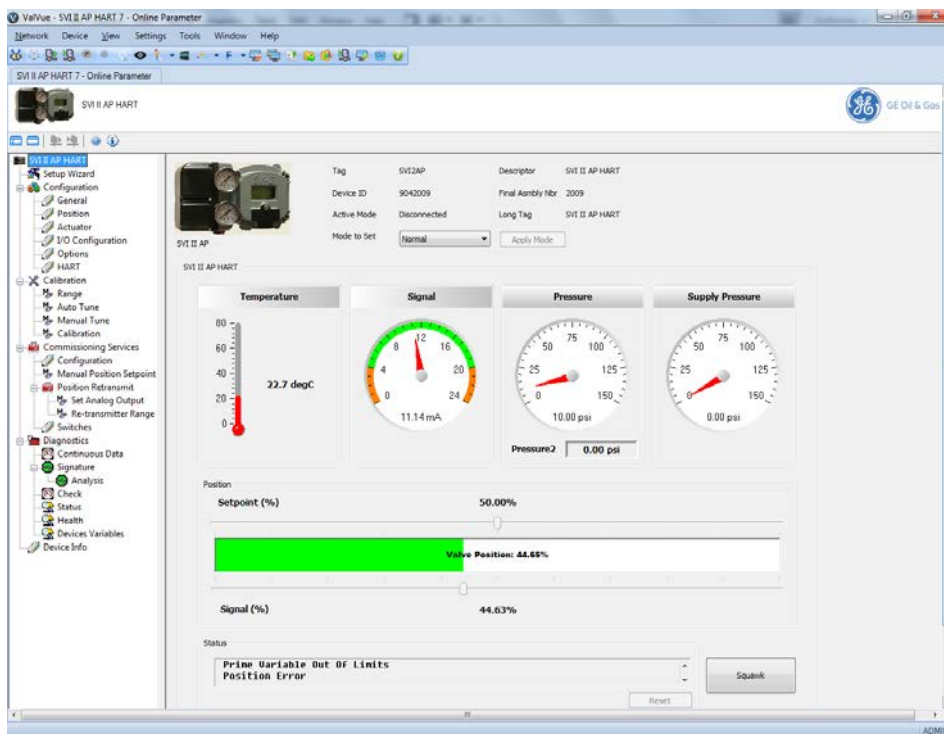 ValVue - SVI II AP HART 7 - Online Parameter
Network Device View Settings Tools Window Help
SVI II AP HART 7 - Online Parameter
SVI II AP HART
GE Oil & Gas
SVI II AP HART
Setup Wizard
Configuration
General
Position
Actuator
I/O Configuration
Options
HART
Calibration
Range
Auto Tune
Manual Tune
Calibration
Commissioning Services
Configuration
Manual Position Setpoint
Position Retransmit
Set Analog Output
Re-transmitter Range
Switches
Diagnostics
Continuous Data
Signature
Analysis
Check
Status
Health
Devices Variables
Device Info
SVI II AP
Tag SVI2AP Descriptor SVI II AP HART
Device ID 9042009 Final Asmbly Nbr 2009
Active Mode Disconnected Long Tag SVI II AP HART
Mode to Set Normal Apply Mode
SVI II AP HART
Temperature Signal Pressure Supply Pressure
80
60
40
20
0
22.7 degC
0 4 8 12 16 20 24
11.14 mA
0 25 50 75 100 125 150
10.00 psi
0 25 50 75 100 125 150
0.00 psi
Pressure2 0.00 psi
Position
Setpoint (%) 50.00%
Valve Position: 44.65%
Signal (%) 44.63%
Status
Prime Variable Out Of Limits
Position Error
Squawk
Reset
ADMI